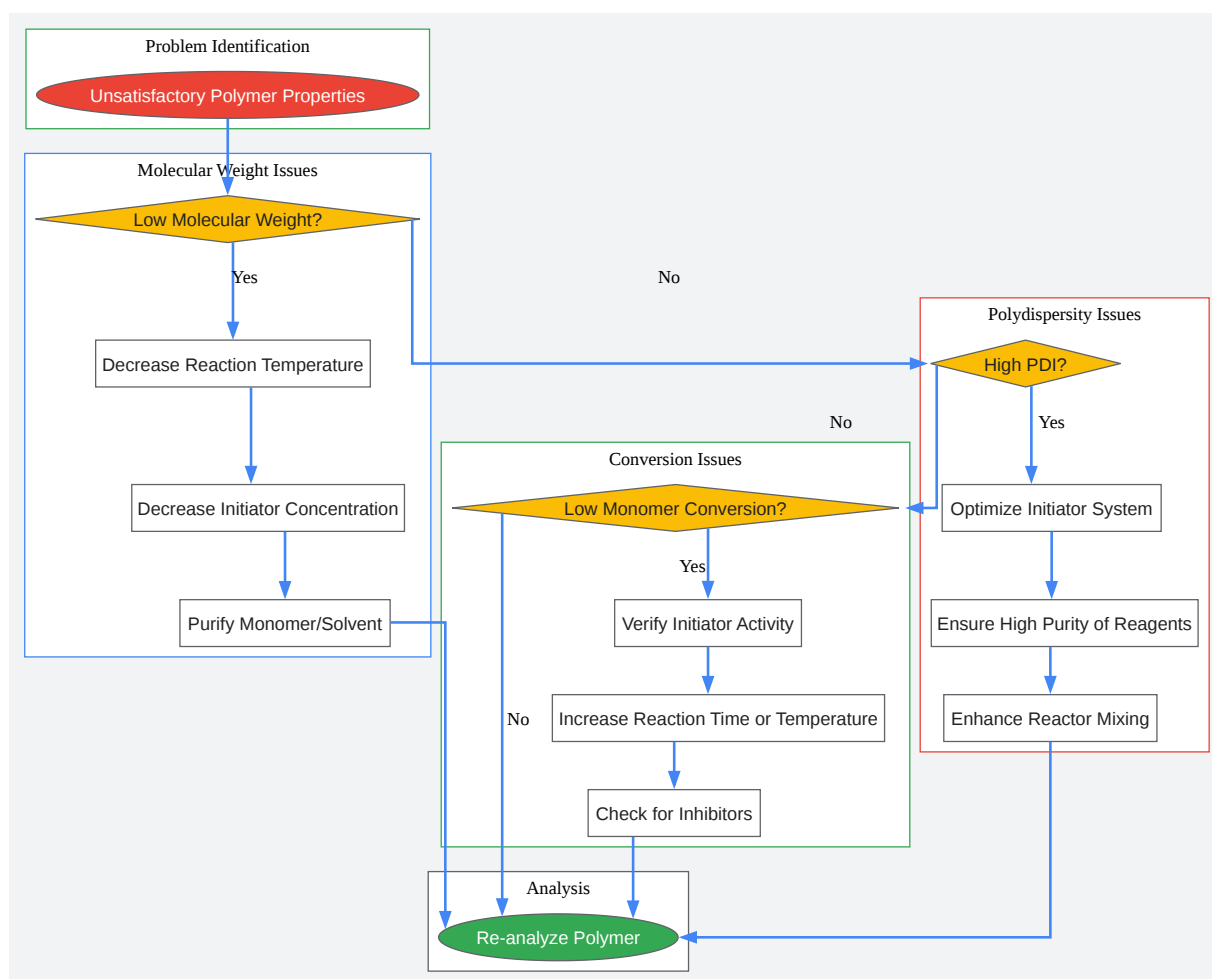 Problem Identification
Unsatisfactory Polymer Properties
Molecular Weight Issues
Low Molecular Weight?
Yes
No
Decrease Reaction Temperature
Decrease Initiator Concentration
Purify Monomer/Solvent
Polydispersity Issues
High PDI?
No
Yes
Optimize Initiator System
Ensure High Purity of Reagents
Enhance Reactor Mixing
Conversion Issues
Low Monomer Conversion?
Yes
Verify Initiator Activity
No
Increase Reaction Time or Temperature
Check for Inhibitors
Analysis
Re-analyze Polymer